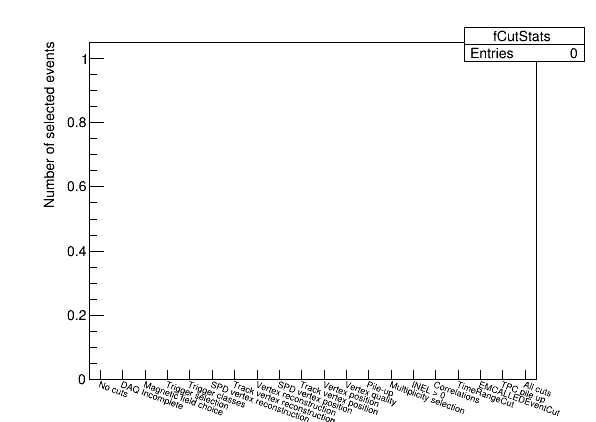 fCutStats
Entries 0
Number of selected events
1
0.8
0.6
0.4
0.2
0
No cuts
DAQ Incomplete
Magnetic field choice
Trigger selection
Trigger classes
SPD vertex reconstruction
Track vertex reconstruction
Vertex reconstruction
SPD vertex position
Track vertex position
Vertex position
Vertex quality
Pile-up
Multiplicity selection
INEL > 0
Correlations
TimeRangeCut
EMCALLEDEventCut
TPC pile up
All cuts